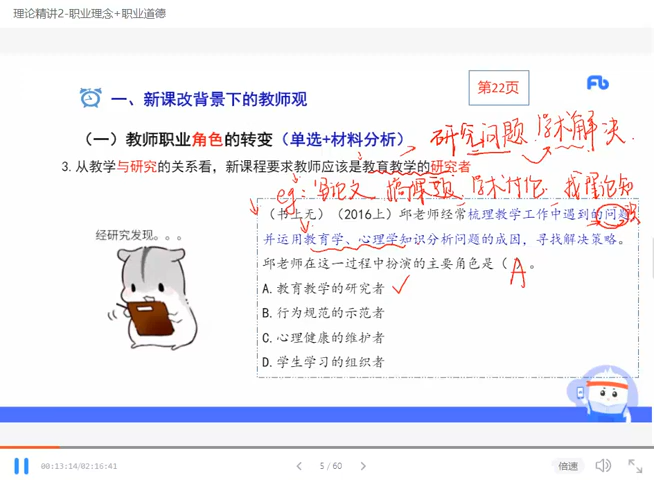 理论精讲2-职业理念+职业道德
第22页
一、新课改背景下的教师观
（一）教师职业角色的转变（单选+材料分析）
研究问题 学术解决
3. 从教学与研究的关系看，新课程要求教师应该是教育教学的研究者
eg：写论文、搞课题、学术讨论、找理论知识
（书上无）（2016上）邱老师经常梳理教学工作中遇到的问题
并运用教育学、心理学知识分析问题的成因，寻找解决策略。
邱老师在这一过程中扮演的主要角色是（ A ）。
A. 教育教学的研究者
B. 行为规范的示范者
C. 心理健康的维护者
D. 学生学习的组织者
经研究发现。。。
00:13:14/02:16:41
5 / 60
倍速